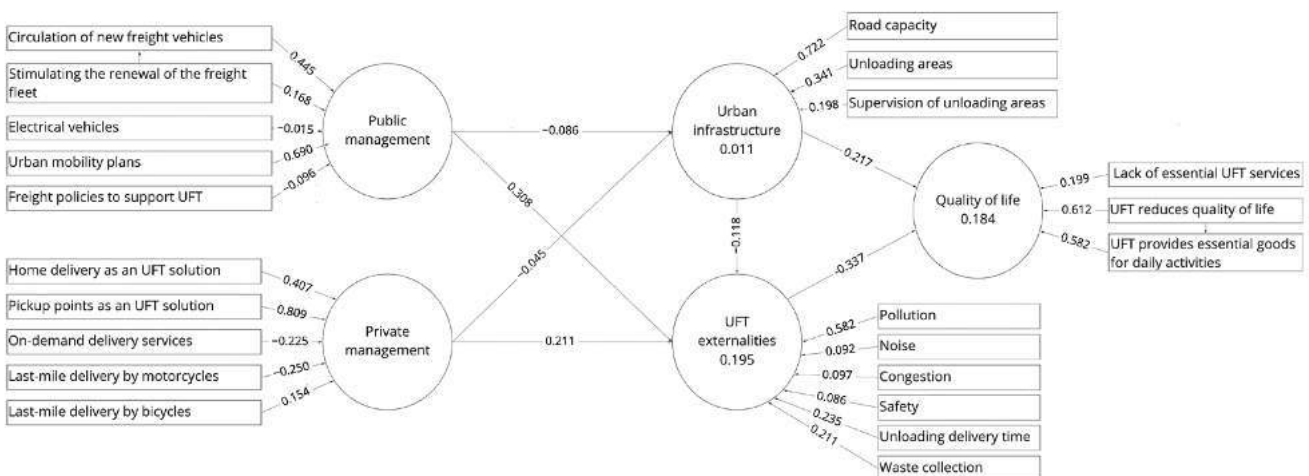 Circulation of new freight vehicles
Stimulating the renewal of the freight
fleet
Electrical vehicles
Urban mobility plans
Freight policies to support UFT
0.445
0.168
−0.015
0.690
−0.096
Public
management
Home delivery as an UFT solution
Pickup points as an UFT solution
On-demand delivery services
Last-mile delivery by motorcycles
Last-mile delivery by bicycles
0.407
0.809
−0.225
−0.250
0.154
Private
management
−0.086
0.308
−0.045
0.211
Urban
infrastructure
0.011
0.722
0.341
0.198
Road capacity
Unloading areas
Supervision of unloading areas
−0.118
0.217
−0.337
UFT
externalities
0.195
0.582
0.092
0.097
0.086
0.235
0.211
Pollution
Noise
Congestion
Safety
Unloading delivery time
Waste collection
Quality of life
0.184
0.199
0.612
0.582
Lack of essential UFT services
UFT reduces quality of life
UFT provides essential goods
for daily activities